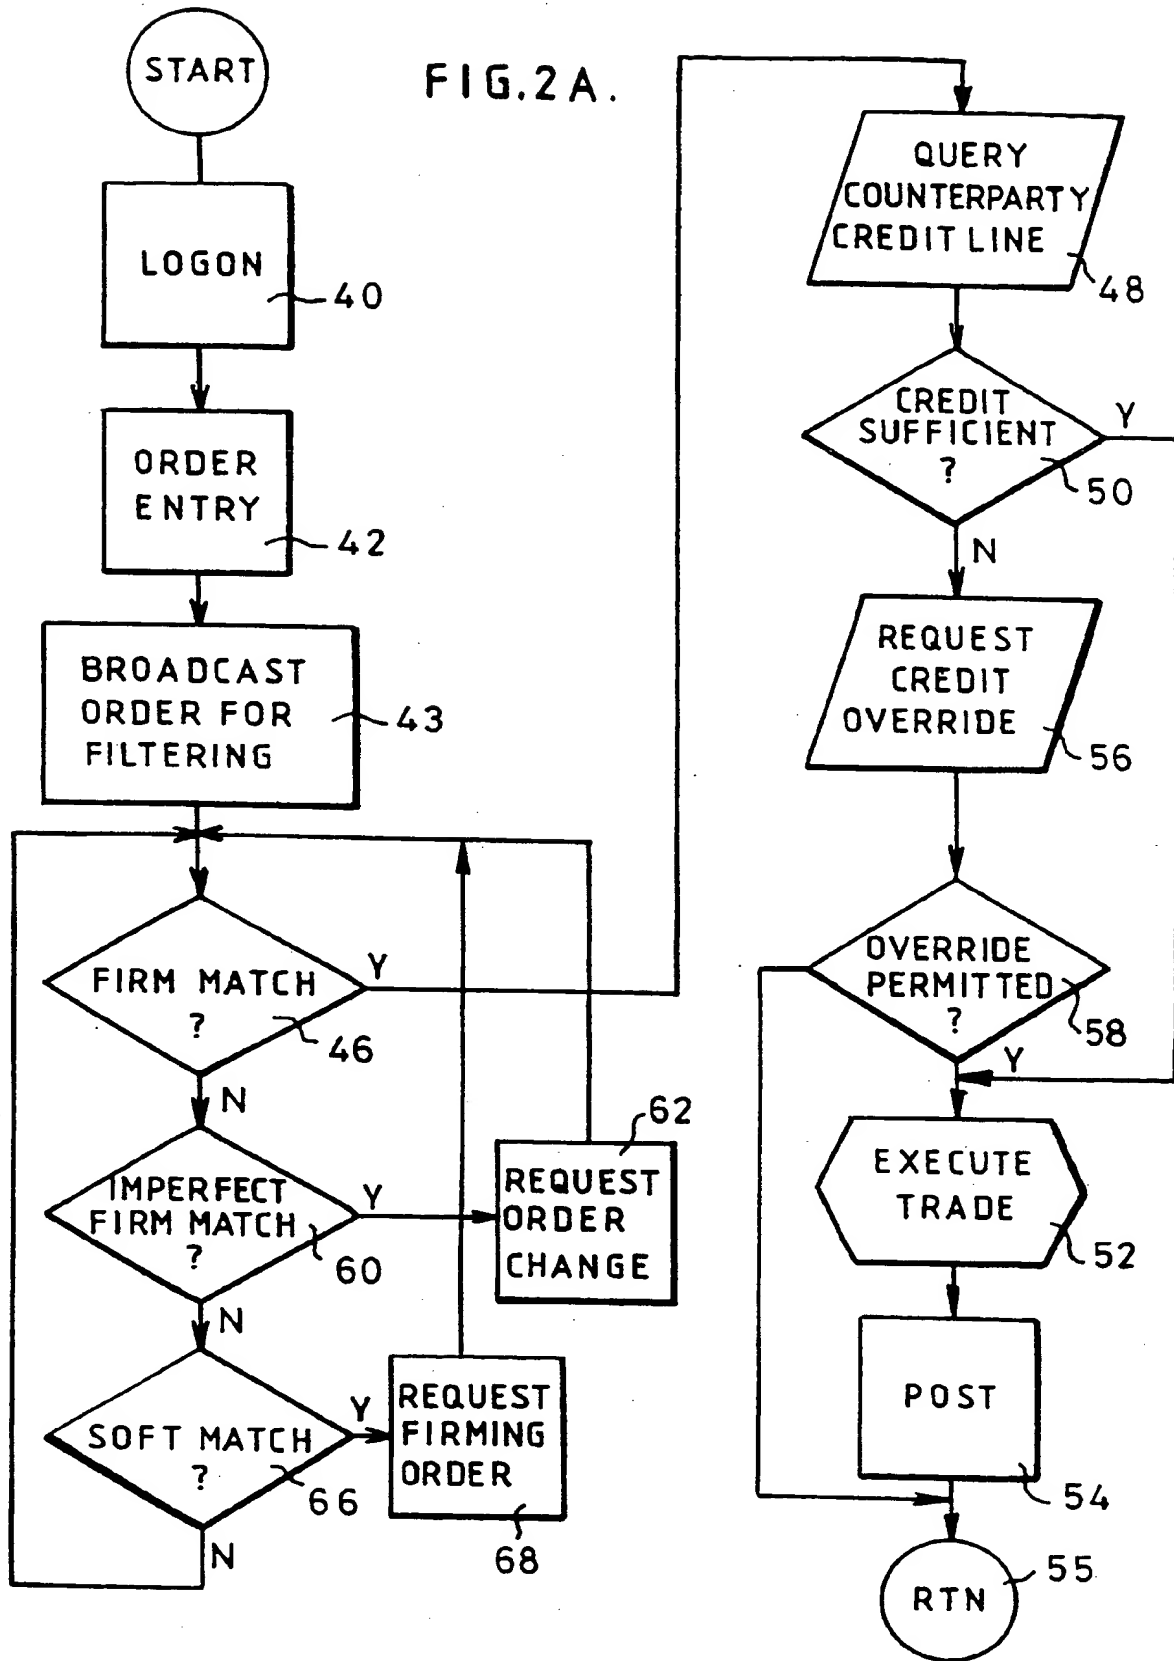 FIG.2A.
START
LOGON
40
ORDER
ENTRY
42
BROADCAST
ORDER FOR
FILTERING
43
FIRM MATCH
?
46
Y
N
IMPERFECT
FIRM MATCH
?
60
Y
N
62
REQUEST
ORDER
CHANGE
SOFT MATCH
?
66
Y
N
REQUEST
FIRMING
ORDER
68
QUERY
COUNTERPARTY
CREDIT LINE
48
CREDIT
SUFFICIENT
?
50
Y
N
REQUEST
CREDIT
OVERRIDE
56
OVERRIDE
PERMITTED
?
58
Y
EXECUTE
TRADE
52
POST
54
RTN
55